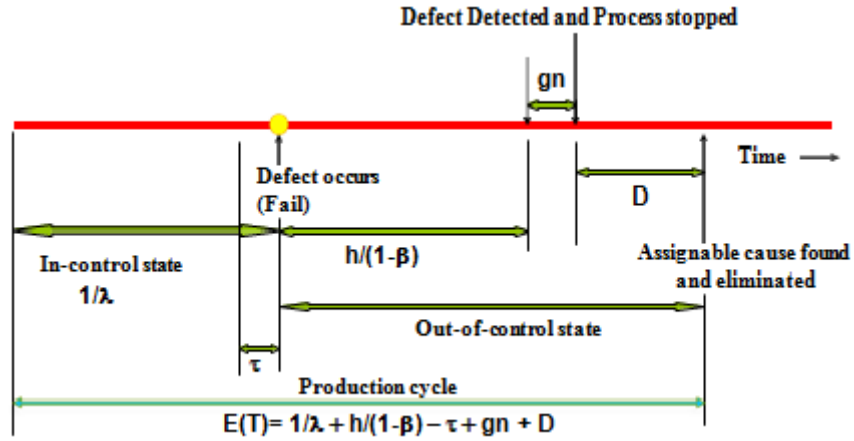 Defect Detected and Process stopped
gn
Time
Defect occurs
(Fail)
D
h/(1-β)
In-control state
1/λ
Assignable cause found
and eliminated
Out-of-control state
τ
Production cycle
E(T)= 1/λ + h/(1-β) – τ + gn + D